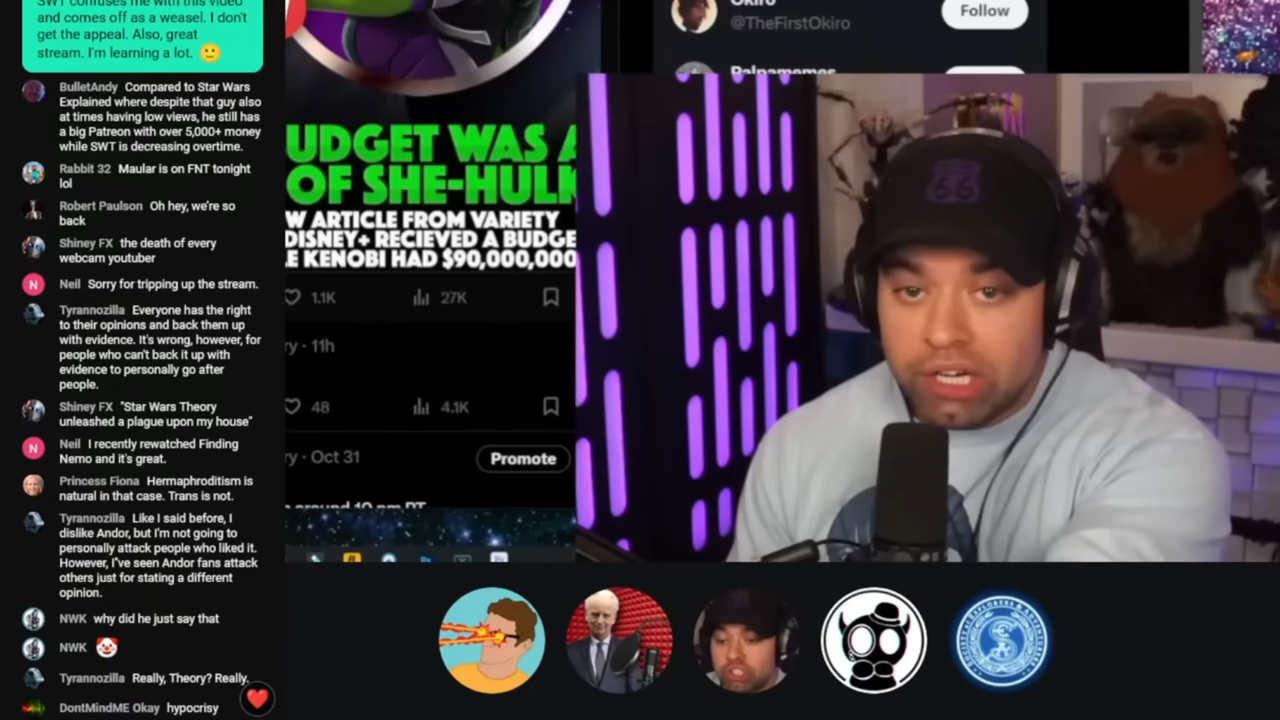 SWT confuses me with this video
and comes off as a weasel. I don't
get the appeal. Also, great
stream. I'm learning a lot. 🙂
BulletAndy Compared to Star Wars
Explained where despite that guy also
at times having low views, he still has
a big Patreon with over 5,000+ money
while SWT is decreasing overtime.
Rabbit 32 Maular is on FNT tonight
lol
Robert Paulson Oh hey, we're so
back
Shiney FX the death of every
webcam youtuber
N Neil Sorry for tripping up the stream.
Tyrannozilla Everyone has the right
to their opinions and back them up
with evidence. It's wrong, however, for
people who can't back it up with
evidence to personally go after
people.
Shiney FX "Star Wars Theory
unleashed a plague upon my house"
N Neil I recently rewatched Finding
Nemo and it's great.
Princess Fiona Hermaphroditism is
natural in that case. Trans is not.
Tyrannozilla Like I said before, I
dislike Andor, but I'm not going to
personally attack people who liked it.
However, I've seen Andor fans attack
others just for stating a different
opinion.
NWK why did he just say that
NWK 🤡
Tyrannozilla Really, Theory? Really.
DontMindME Okay hypocrisy
UDGET WAS A
OF SHE-HULK
W ARTICLE FROM VARIETY
DISNEY+ RECIEVED A BUDGE
E KENOBI HAD $90,000,000
1.1K 27K
ry · 11h
48 4.1K
ry · Oct 31
Promote
around 10 pm PT
Okiro
@TheFirstOkiro
Follow
Palpamemes
66